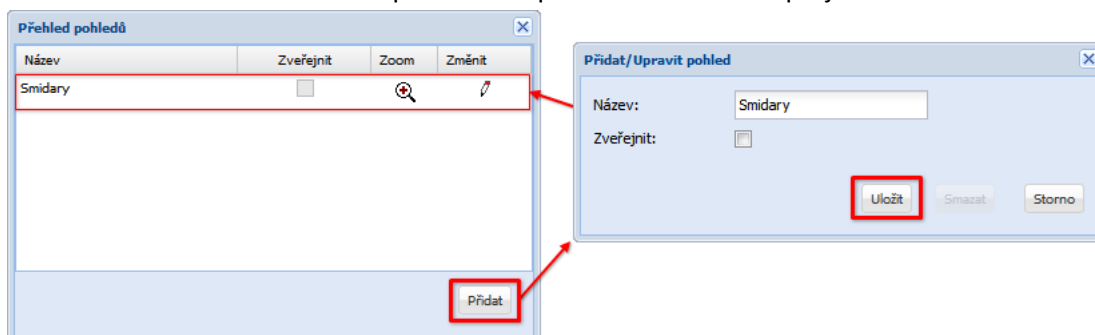 Přehled pohledů
Název Zveřejnit Zoom Změnit
Smidary
Přidat
Přidat/Upravit pohled
Název: Smidary
Zveřejnit:
Uložit Smazat Storno